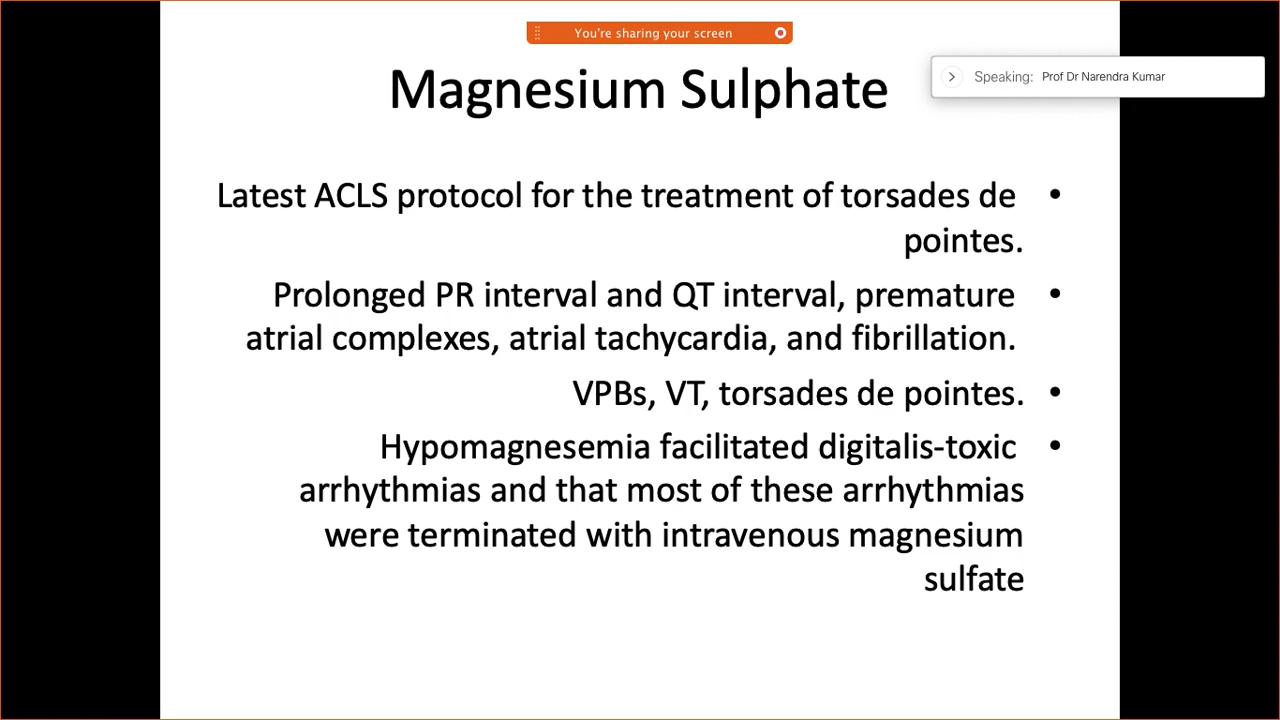 You're sharing your screen
Speaking: Prof Dr Narendra Kumar
Magnesium Sulphate
• Latest ACLS protocol for the treatment of torsades de
pointes.
• Prolonged PR interval and QT interval, premature
atrial complexes, atrial tachycardia, and fibrillation.
• VPBs, VT, torsades de pointes.
• Hypomagnesemia facilitated digitalis-toxic
arrhythmias and that most of these arrhythmias
were terminated with intravenous magnesium
sulfate